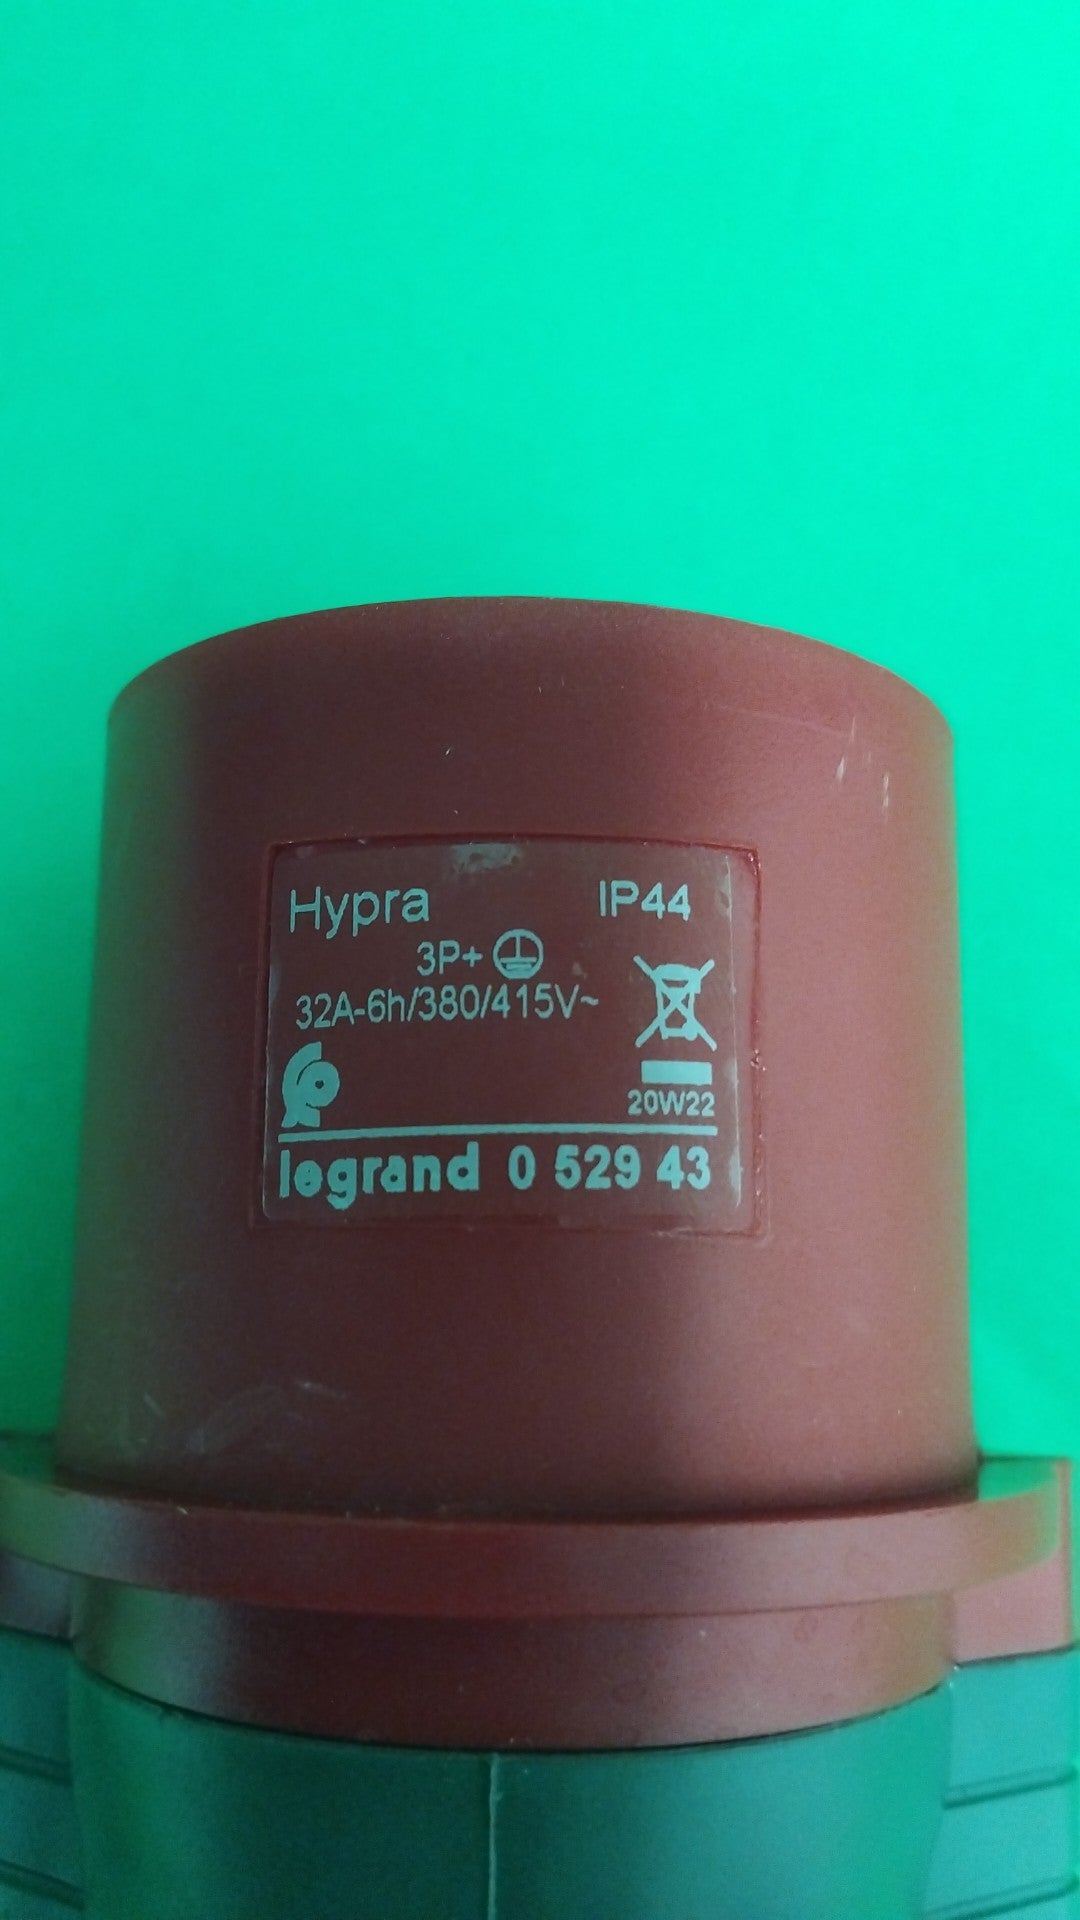 Hypra IP44
3P+⏚
32A-6h/380/415V~
20W22
legrand 0 529 43